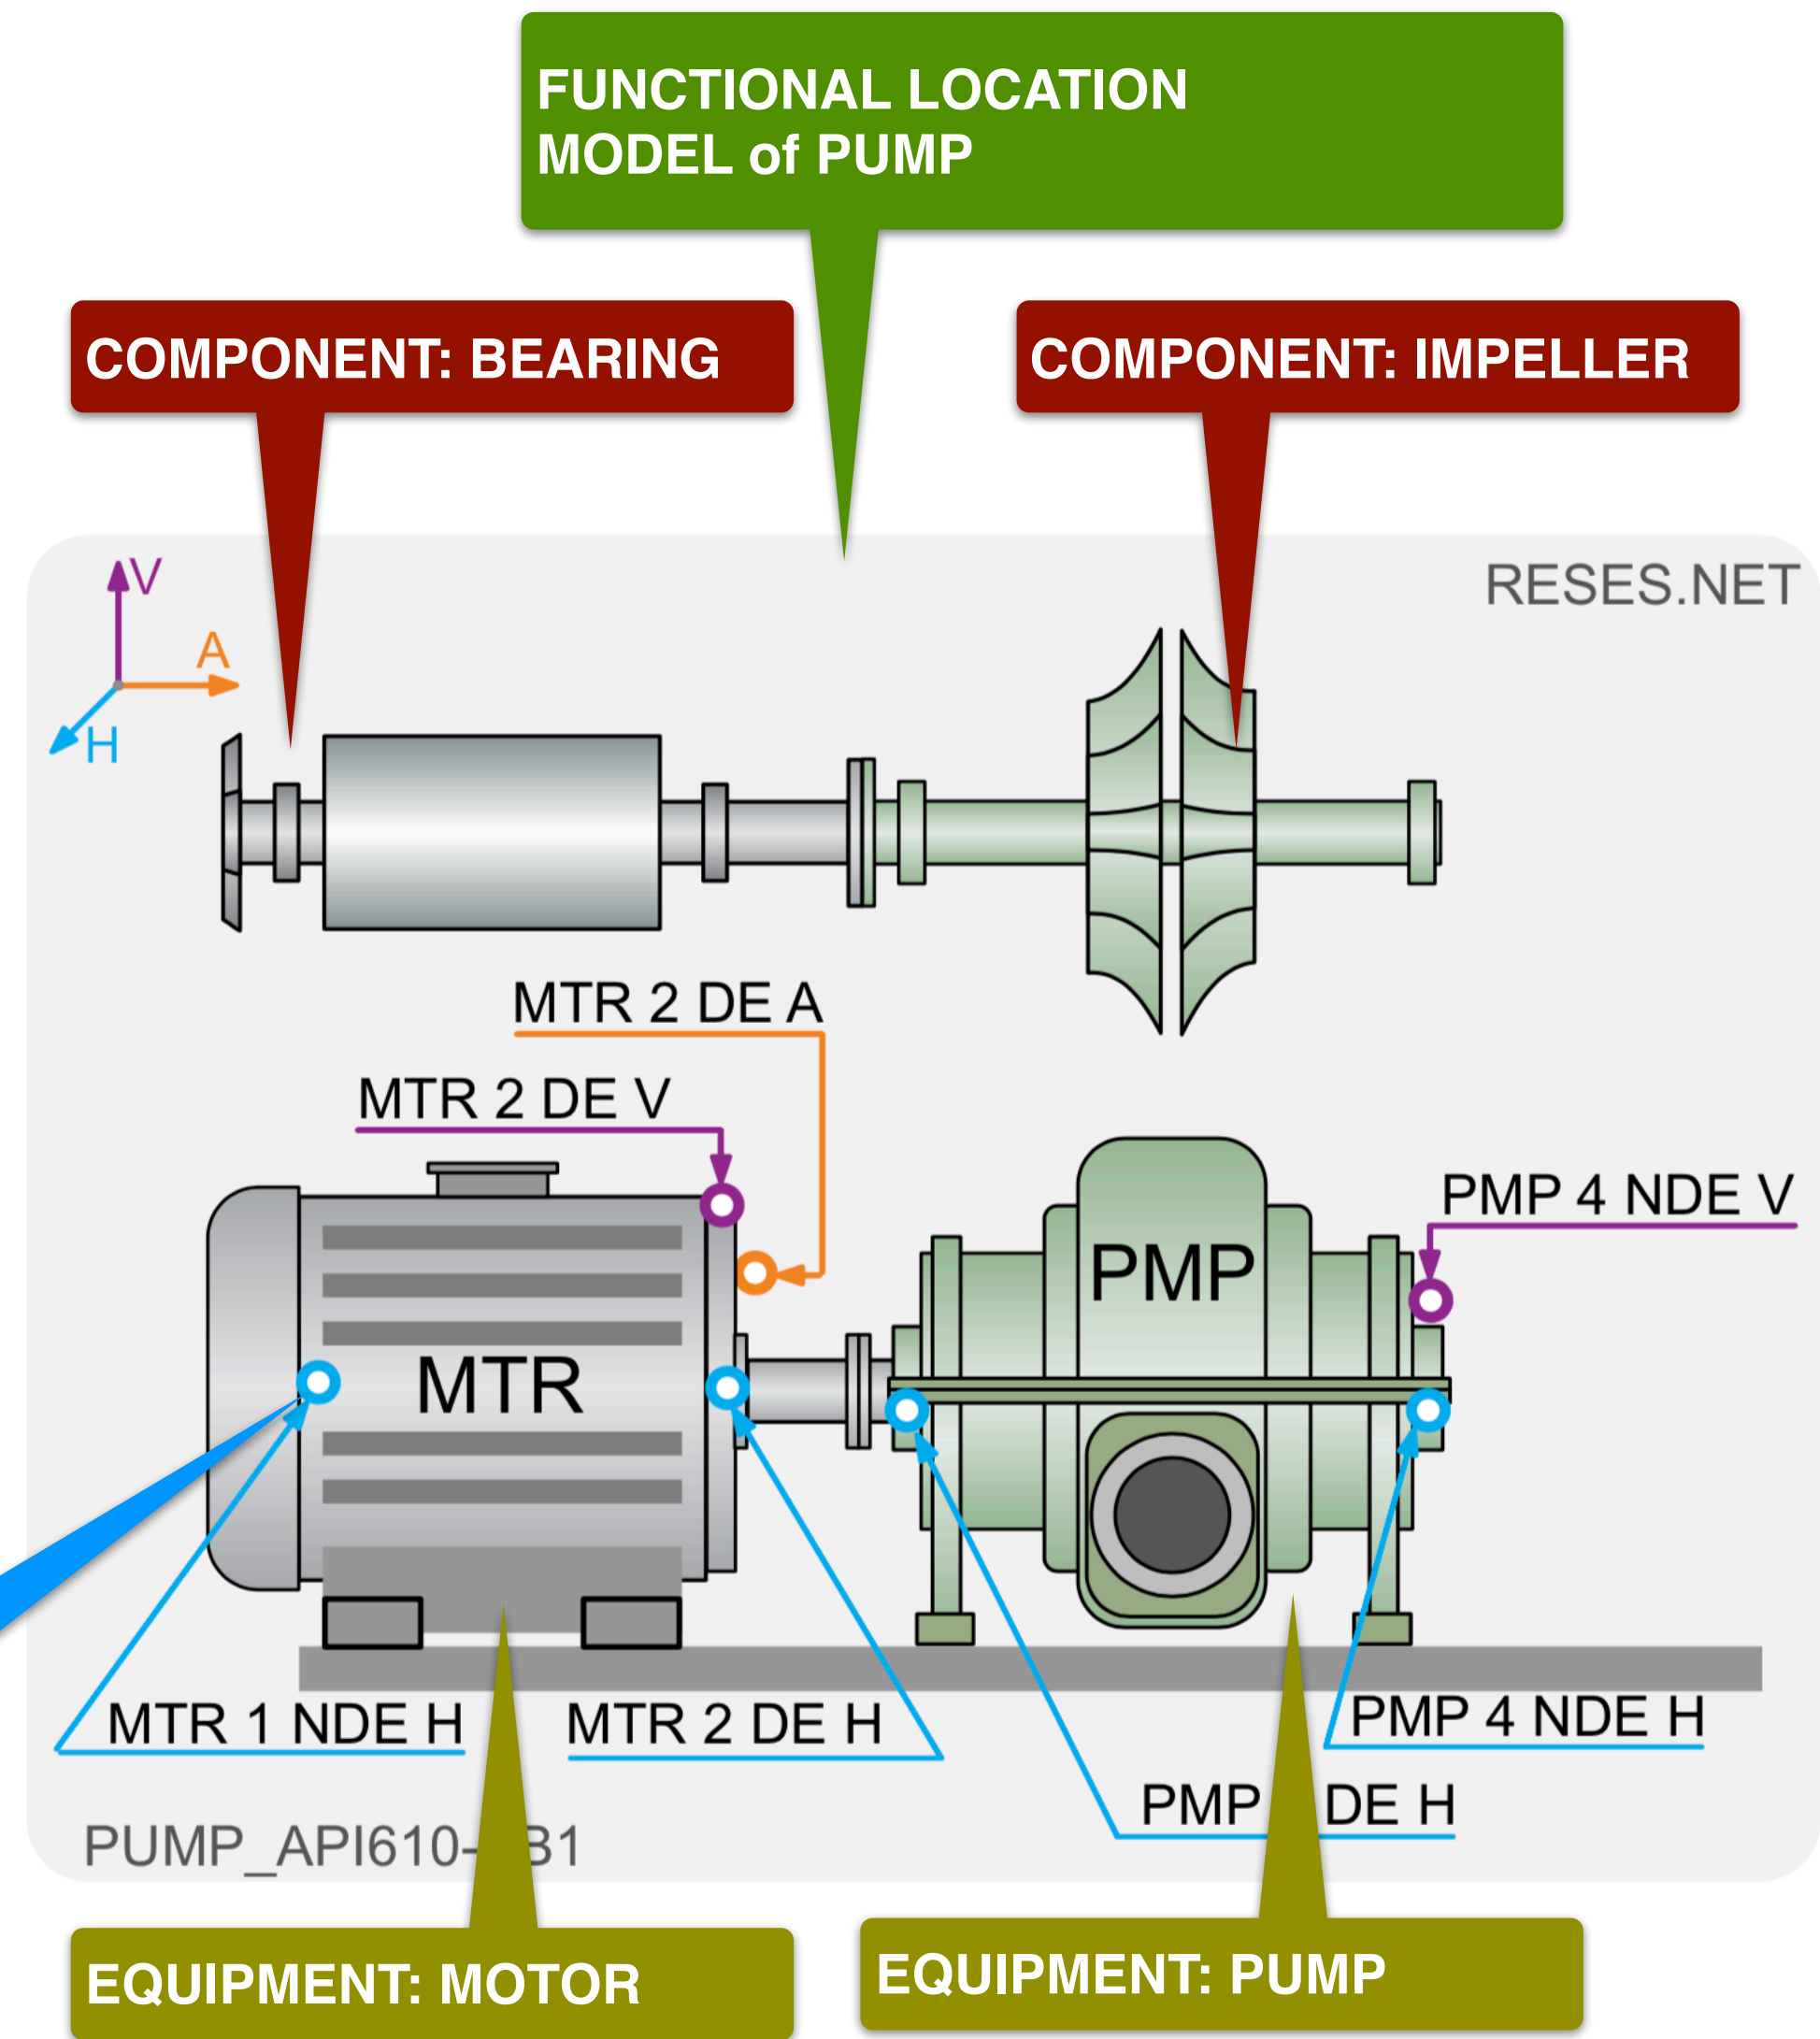 FUNCTIONAL LOCATION
MODEL of PUMP
COMPONENT: BEARING
COMPONENT: IMPELLER
V
RESES.NET
A
H
MTR 2 DE A
MTR 2 DE V
PMP 4 NDE V
PMP
MTR
MTR 1 NDE H
MTR 2 DE H
PMP 4 NDE H
PMP DE H
PUMP_API610- B1
EQUIPMENT: MOTOR
EQUIPMENT: PUMP